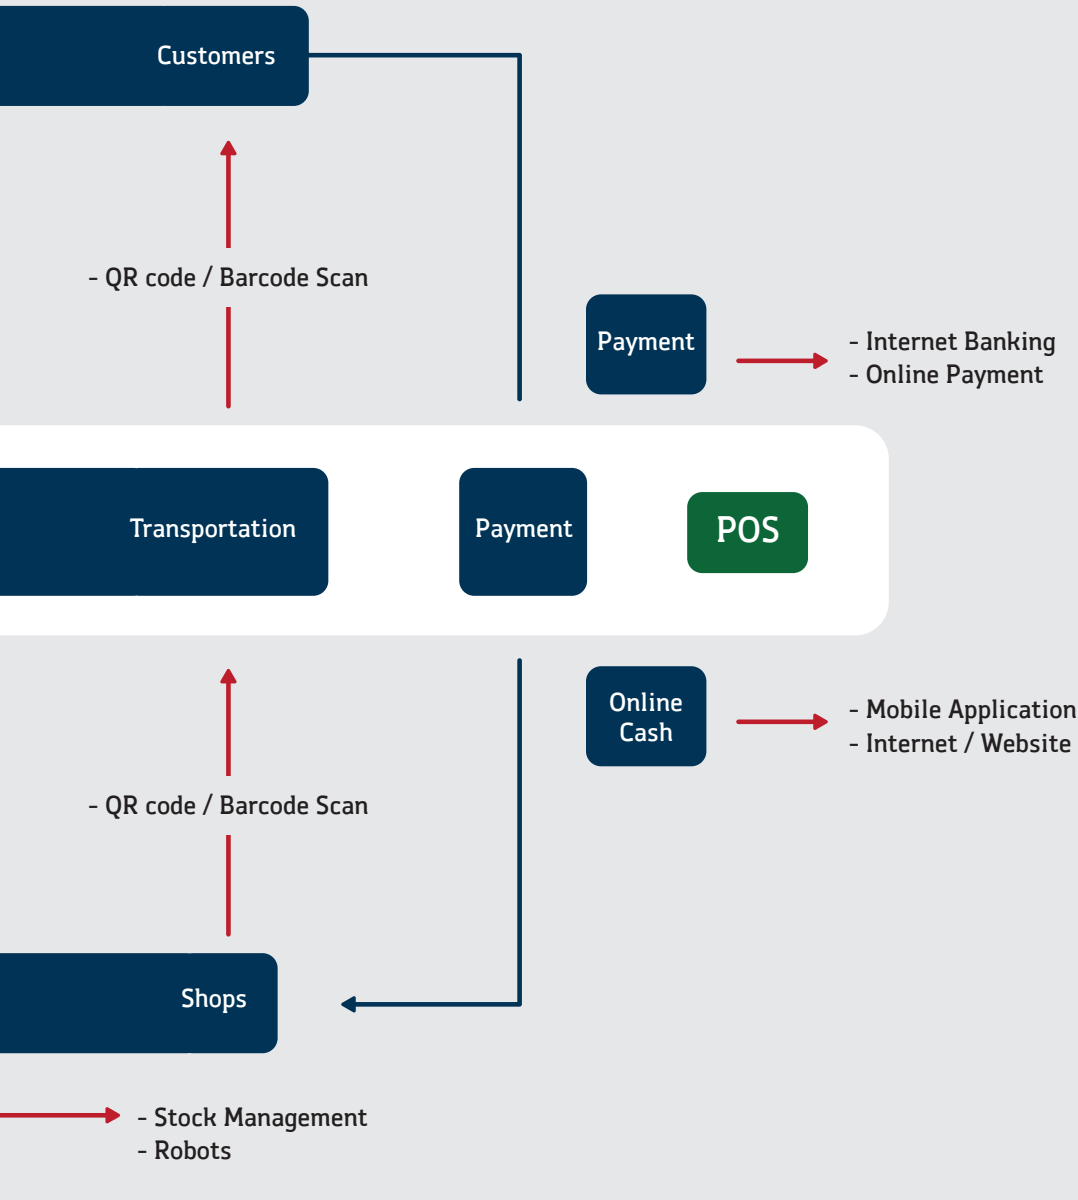 Customers
- QR code / Barcode Scan
Payment
- Internet Banking
- Online Payment
Transportation
Payment
POS
Online
Cash
- Mobile Application
- Internet / Website
- QR code / Barcode Scan
Shops
- Stock Management
- Robots